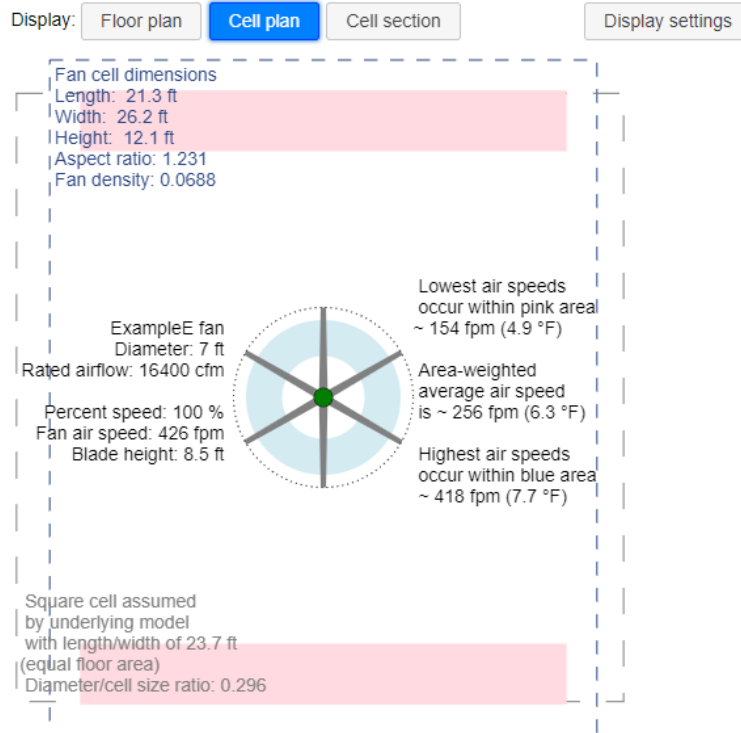 Display: Floor plan Cell plan Cell section Display settings
Fan cell dimensions
Length: 21.3 ft
Width: 26.2 ft
Height: 12.1 ft
Aspect ratio: 1.231
Fan density: 0.0688
ExampleE fan
Diameter: 7 ft
Rated airflow: 16400 cfm
Percent speed: 100 %
Fan air speed: 426 fpm
Blade height: 8.5 ft
Lowest air speeds
occur within pink area
~ 154 fpm (4.9 °F)
Area-weighted
average air speed
is ~ 256 fpm (6.3 °F)
Highest air speeds
occur within blue area
~ 418 fpm (7.7 °F)
Square cell assumed
by underlying model
with length/width of 23.7 ft
(equal floor area)
Diameter/cell size ratio: 0.296